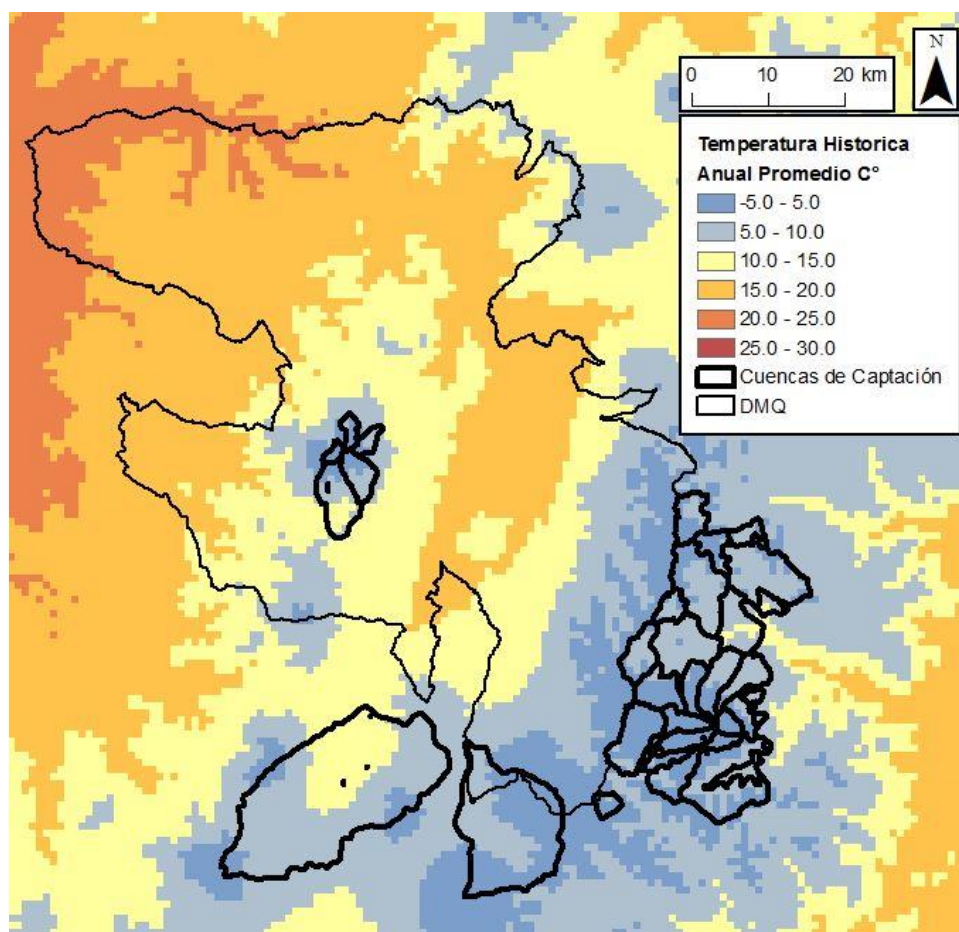 N
0 10 20 km
Temperatura Historica
Anual Promedio C°
-5.0 - 5.0
5.0 - 10.0
10.0 - 15.0
15.0 - 20.0
20.0 - 25.0
25.0 - 30.0
Cuencas de Captación
DMQ